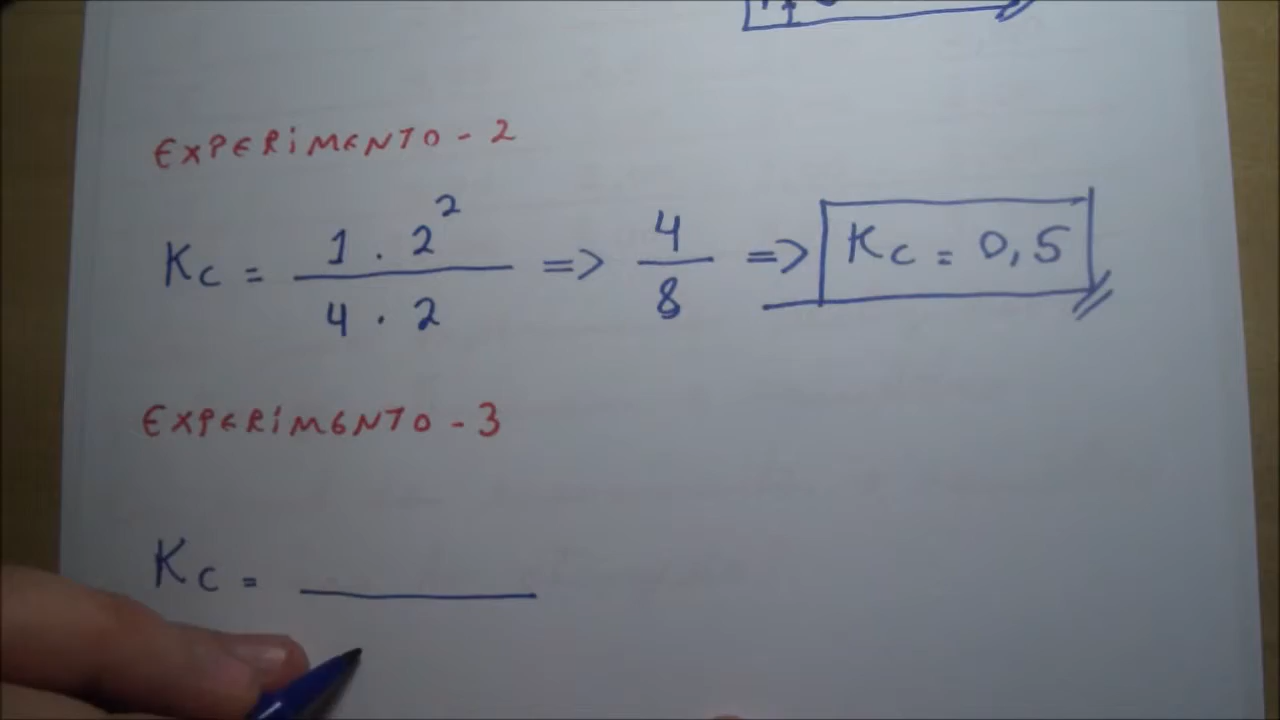 EXPERIMENTO - 2
Kc = 1 . 2² / 4 . 2 => 4 / 8 => Kc = 0,5
EXPERIMENTO - 3
Kc =